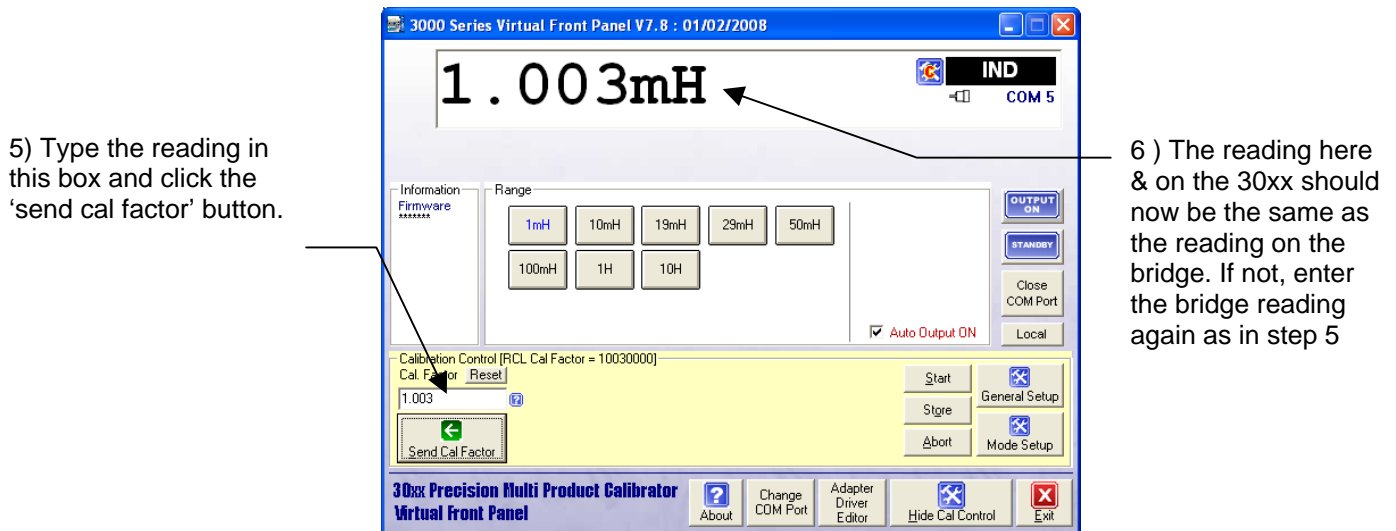 3000 Series Virtual Front Panel V7.8 : 01/02/2008
1.003mH
IND
COM 5
5) Type the reading in
this box and click the
‘send cal factor’ button.
6 ) The reading here
& on the 30xx should
now be the same as
the reading on the
bridge. If not, enter
the bridge reading
again as in step 5
Information
Firmware
*******
Range
1mH 10mH 19mH 29mH 50mH
100mH 1H 10H
Auto Output ON
OUTPUT
ON
STANDBY
Close
COM Port
Local
Calibration Control [RCL Cal Factor = 10030000]
Cal. Factor Reset
1.003
Send Cal Factor
Start
Store
Abort
General Setup
Mode Setup
30xx Precision Multi Product Calibrator
Virtual Front Panel
About
Change
COM Port
Adapter
Driver
Editor
Hide Cal Control
Exit